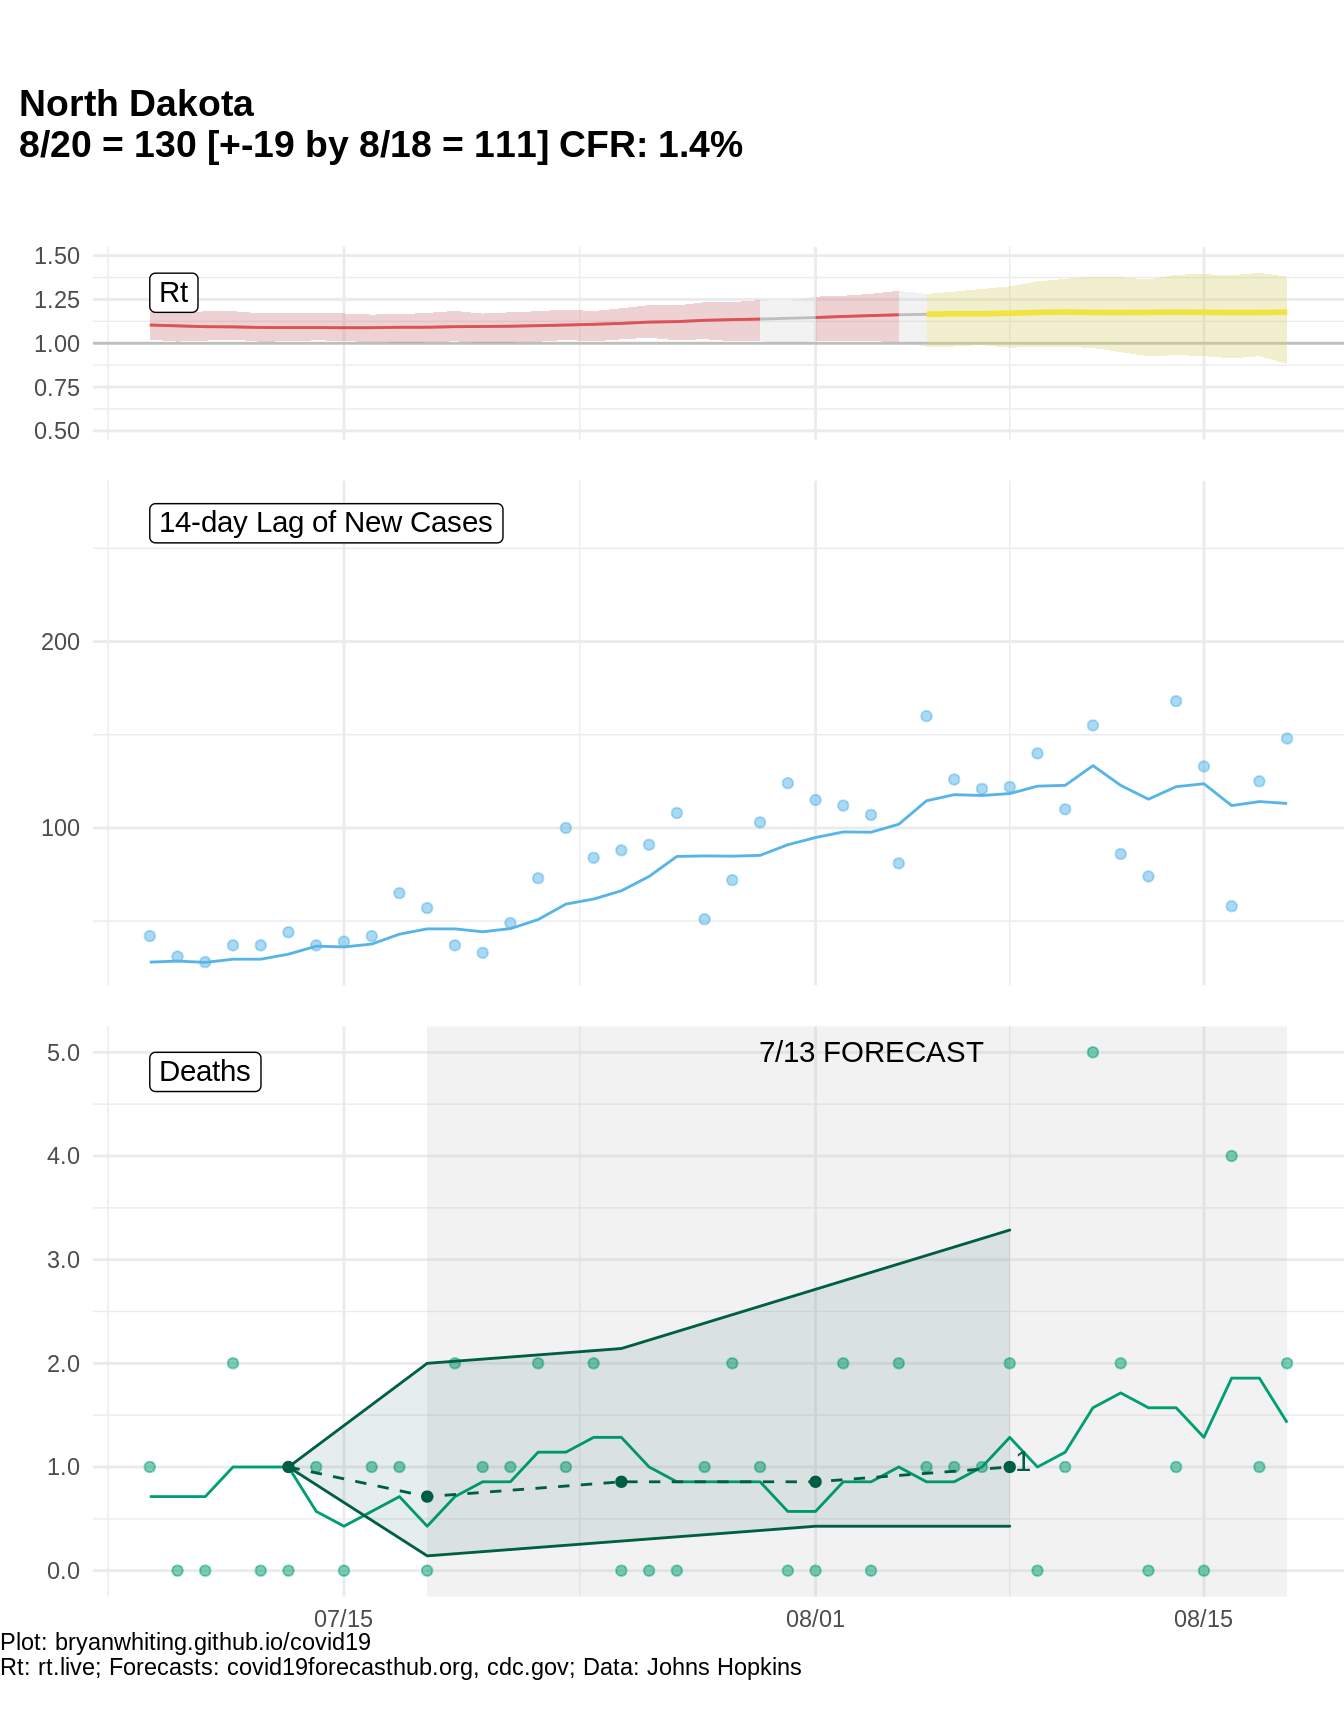 North Dakota
8/20 = 130 [+-19 by 8/18 = 111] CFR: 1.4%
1.50
1.25
1.00
0.75
0.50
Rt
14-day Lag of New Cases
200
100
Deaths
7/13 FORECAST
5.0
4.0
3.0
2.0
1.0
0.0
1
07/15
08/01
08/15
Plot: bryanwhiting.github.io/covid19
Rt: rt.live; Forecasts: covid19forecasthub.org, cdc.gov; Data: Johns Hopkins